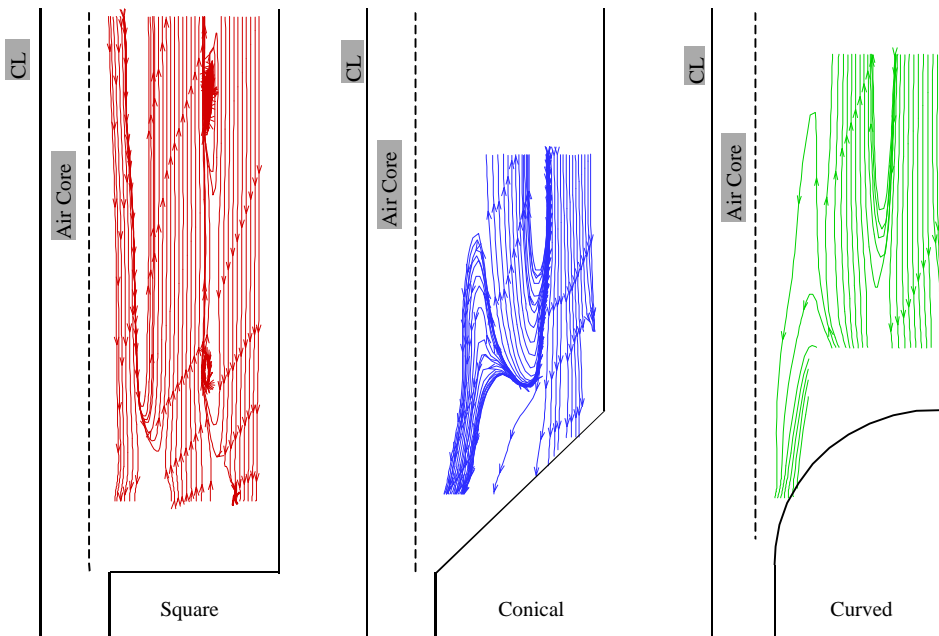 CL
Air Core
Square
CL
Air Core
Conical
CL
Air Core
Curved